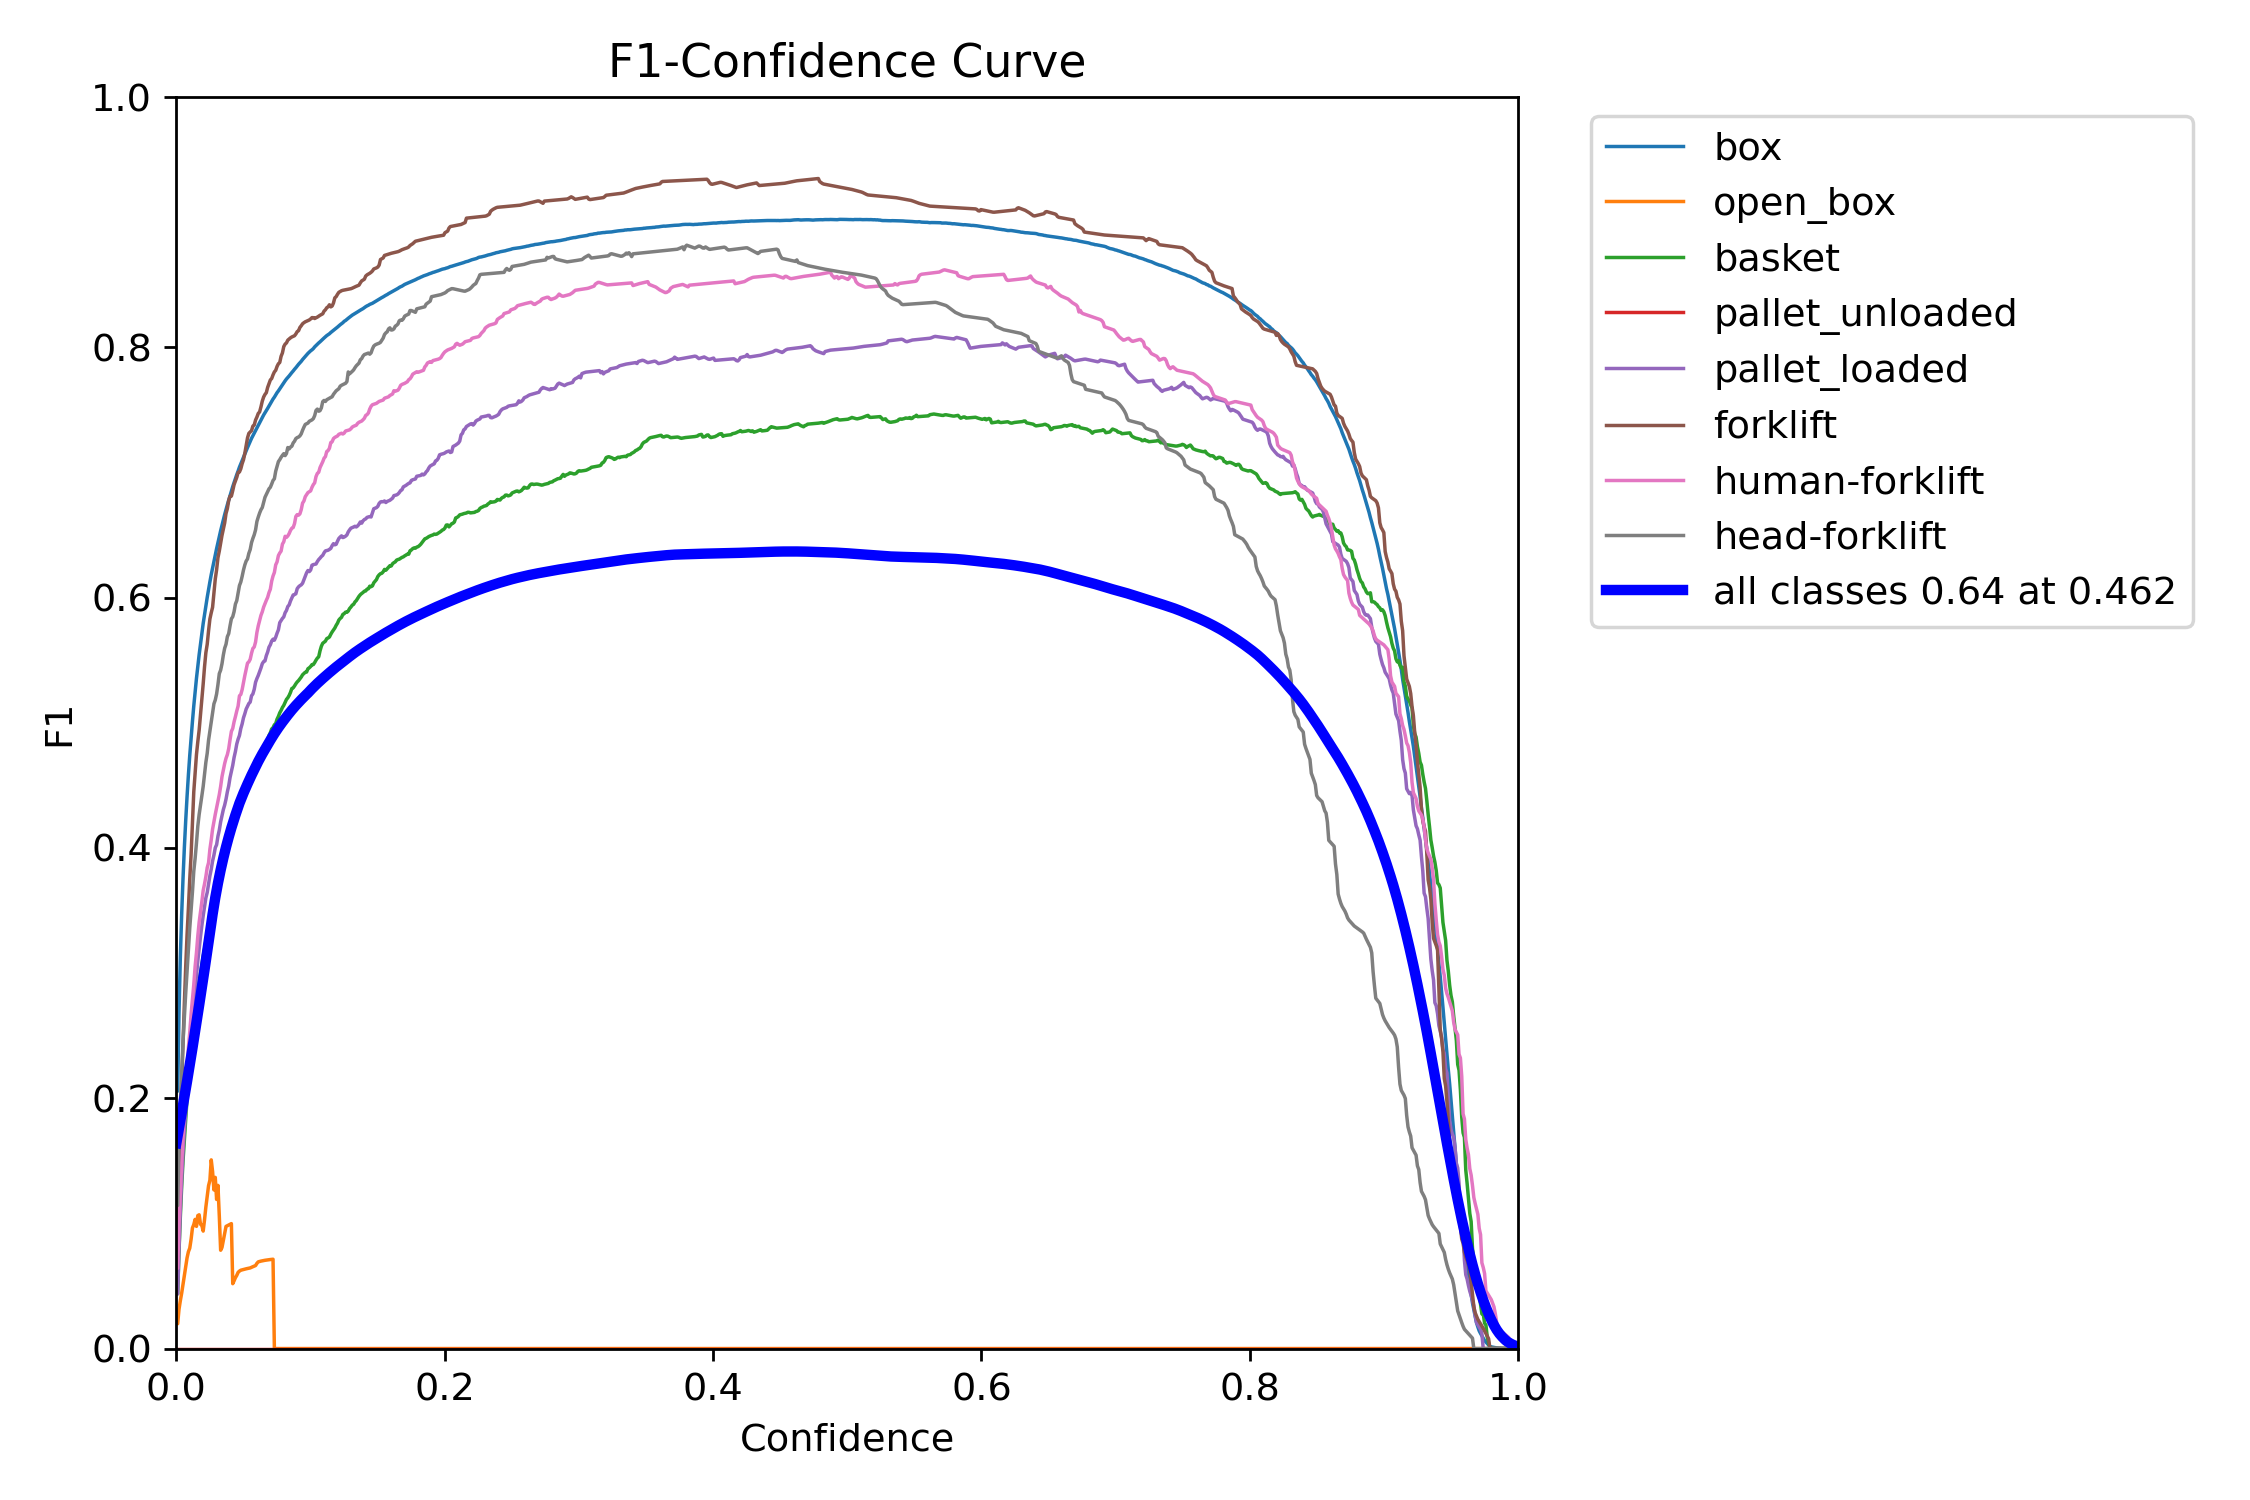 F1-Confidence Curve
1.0
0.8
0.6
0.4
0.2
0.0
F1
0.0 0.2 0.4 0.6 0.8 1.0
Confidence
box
open_box
basket
pallet_unloaded
pallet_loaded
forklift
human-forklift
head-forklift
all classes 0.64 at 0.462